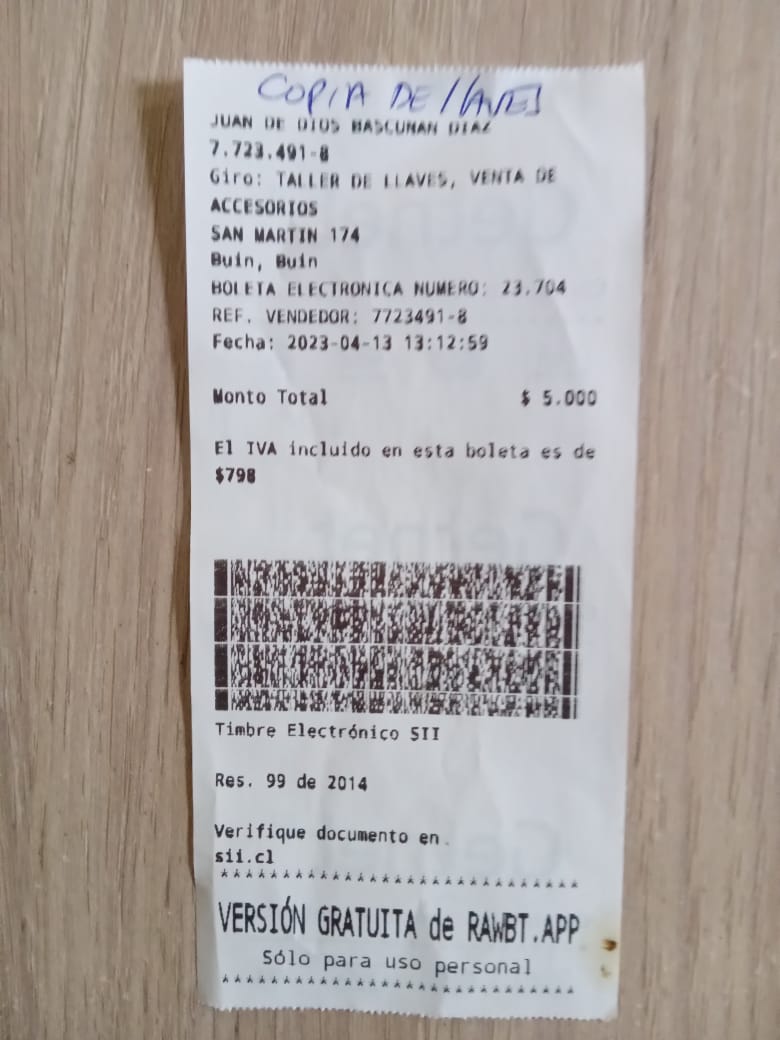 COPIA DE LLAVES
JUAN DE DIOS BASCUNAN DIAZ
7.723.491-8
Giro: TALLER DE LLAVES, VENTA DE
ACCESORIOS
SAN MARTIN 174
Buin, Buin
BOLETA ELECTRONICA NUMERO: 23.704
REF. VENDEDOR: 7723491-8
Fecha: 2023-04-13 13:12:59
Monto Total $ 5.000
El IVA incluido en esta boleta es de
$798
Timbre Electrónico SII
Res. 99 de 2014
Verifique documento en
sii.cl
****************************
VERSIÓN GRATUITA de RAWBT.APP
Sólo para uso personal
****************************